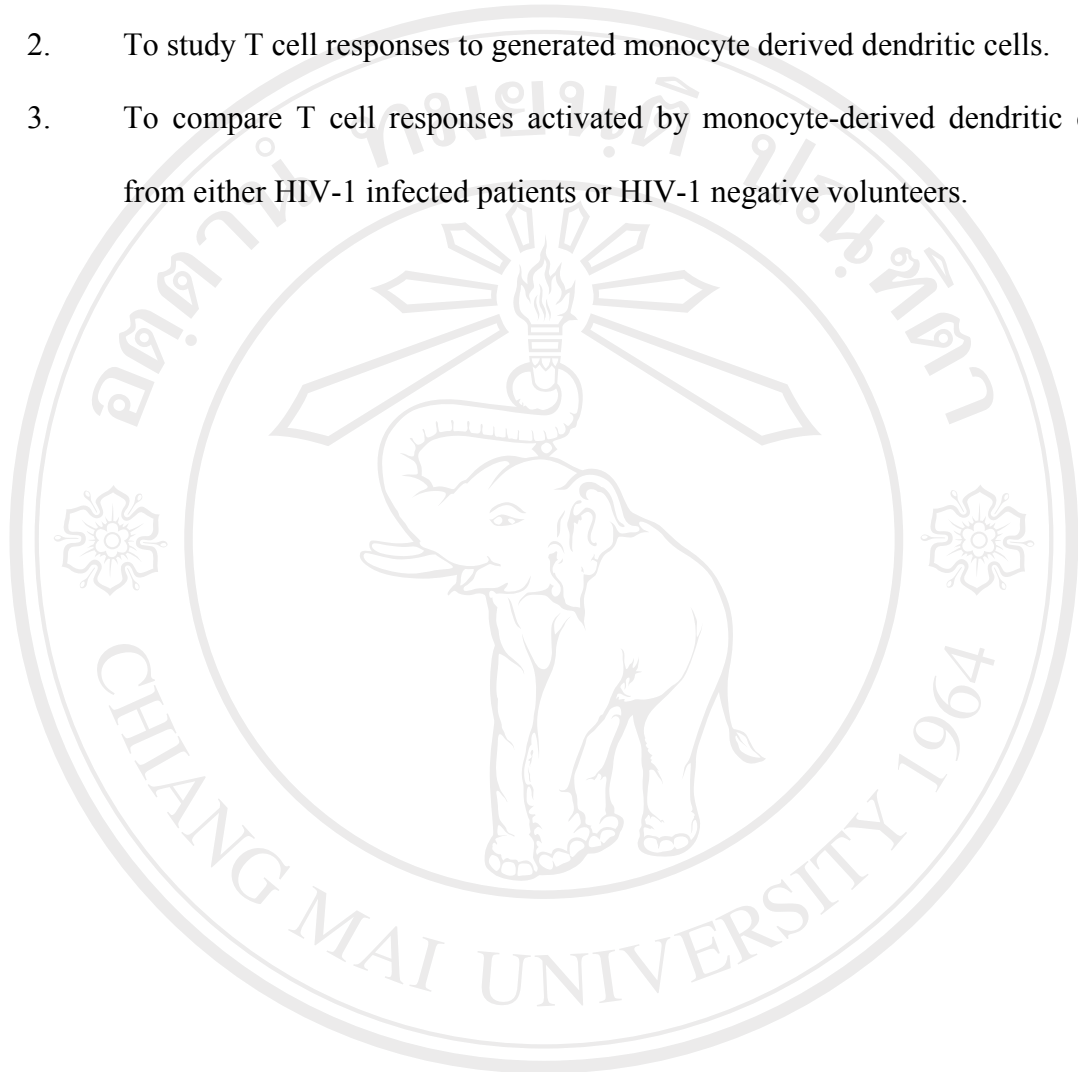 2. To study T cell responses to generated monocyte derived dendritic cells.
3. To compare T cell responses activated by monocyte-derived dendritic
from either HIV-1 infected patients or HIV-1 negative volunteers.
CHIANG MAI UNIVERSITY 1964